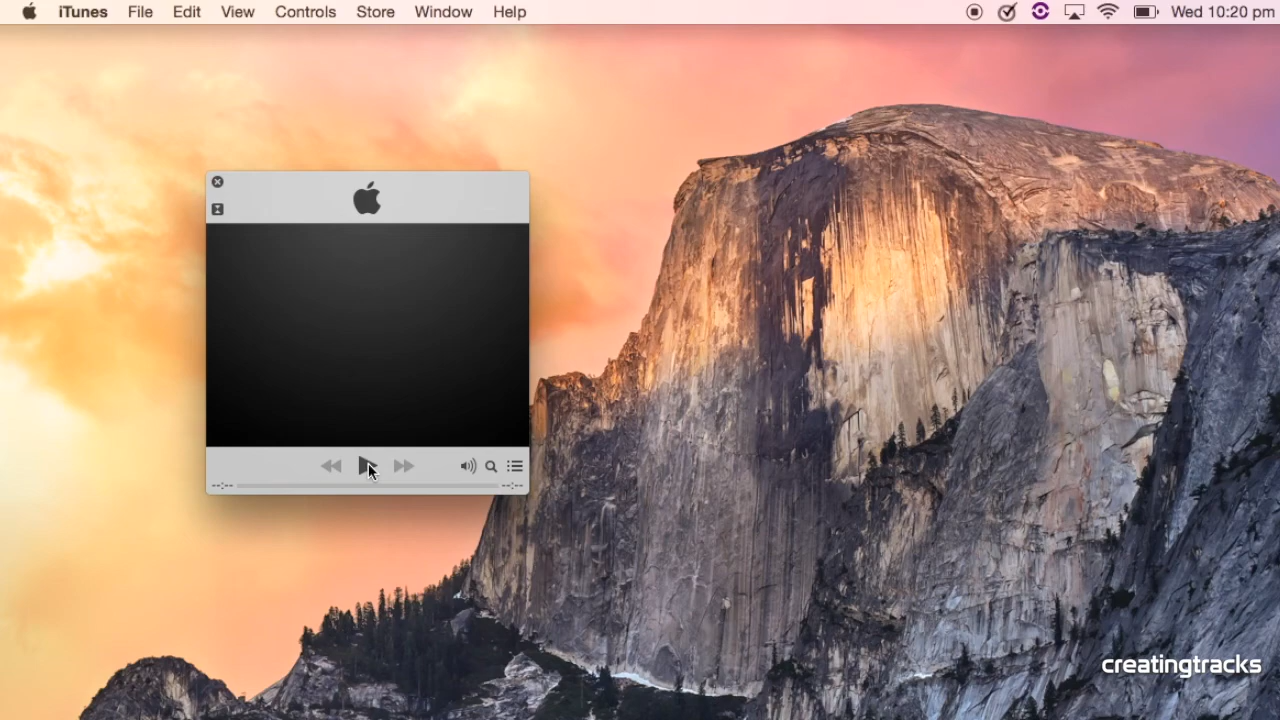 iTunes File Edit View Controls Store Window Help Wed 10:20 pm
--:-- --:--
creatingtracks